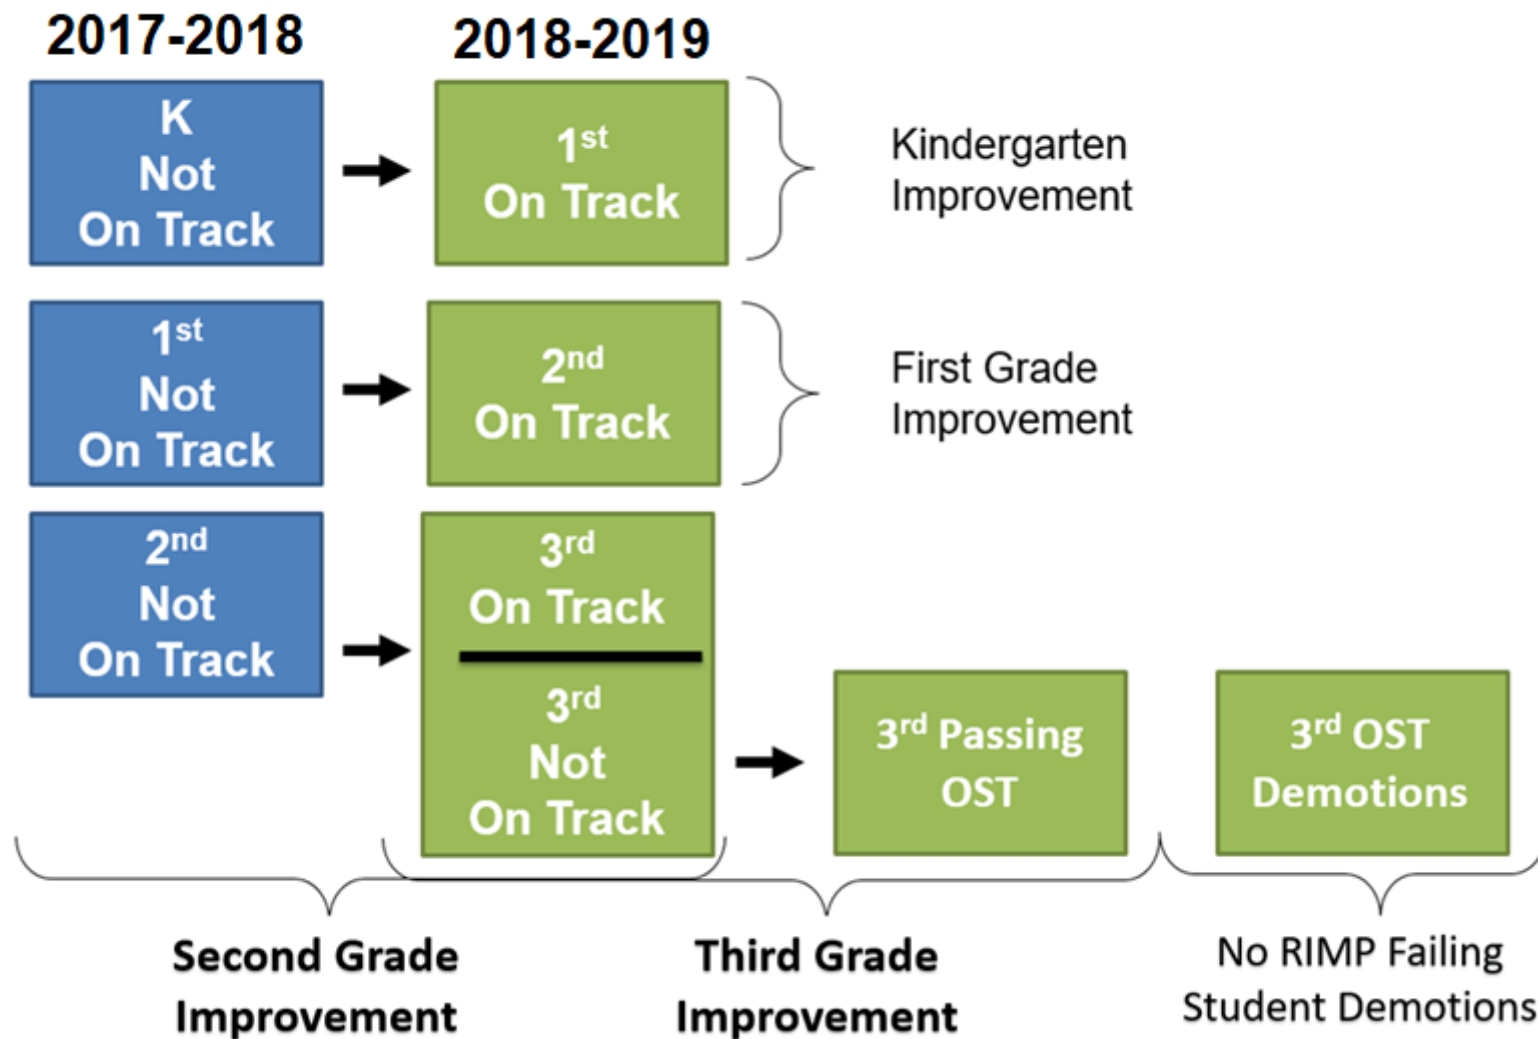 2017-2018
2018-2019
K
Not
On Track
1st
On Track
Kindergarten
Improvement
1st
Not
On Track
2nd
On Track
First Grade
Improvement
2nd
Not
On Track
3rd
On Track
3rd
Not
On Track
3rd Passing
OST
3rd OST
Demotions
Second Grade
Improvement
Third Grade
Improvement
No RIMP Failing
Student Demotions